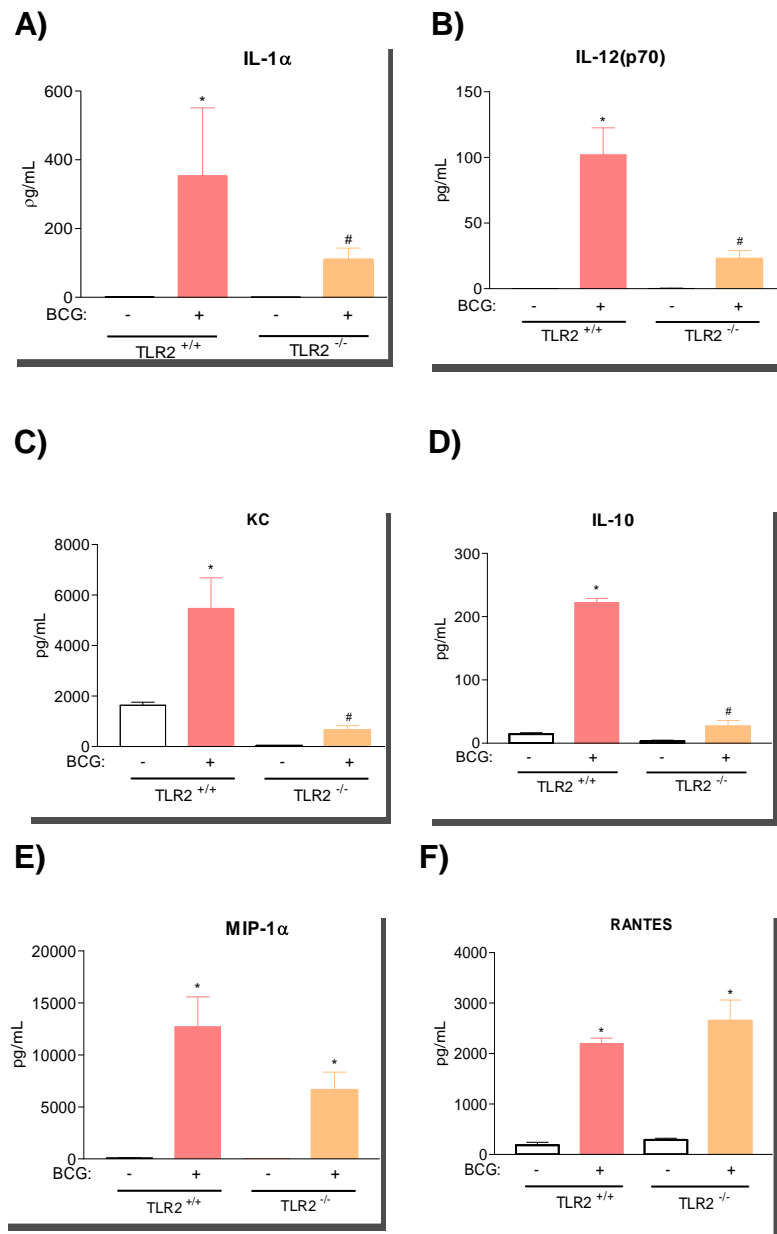 A)
IL-1α
600
400
200
0
ρg/mL
*
#
BCG: - + - +
TLR2 +/+ TLR2 -/-
B)
IL-12(p70)
150
100
50
0
pg/mL
*
#
BCG: - + - +
TLR2 +/+ TLR2 -/-
C)
KC
8000
6000
4000
2000
0
pg/mL
*
#
BCG: - + - +
TLR2 +/+ TLR2 -/-
D)
IL-10
300
200
100
0
pg/mL
*
#
BCG: - + - +
TLR2 +/+ TLR2 -/-
E)
MIP-1α
20000
15000
10000
5000
0
pg/mL
*
*
BCG: - + - +
TLR2 +/+ TLR2 -/-
F)
RANTES
4000
3000
2000
1000
0
pg/mL
*
*
BCG: - + - +
TLR2 +/+ TLR2 -/-